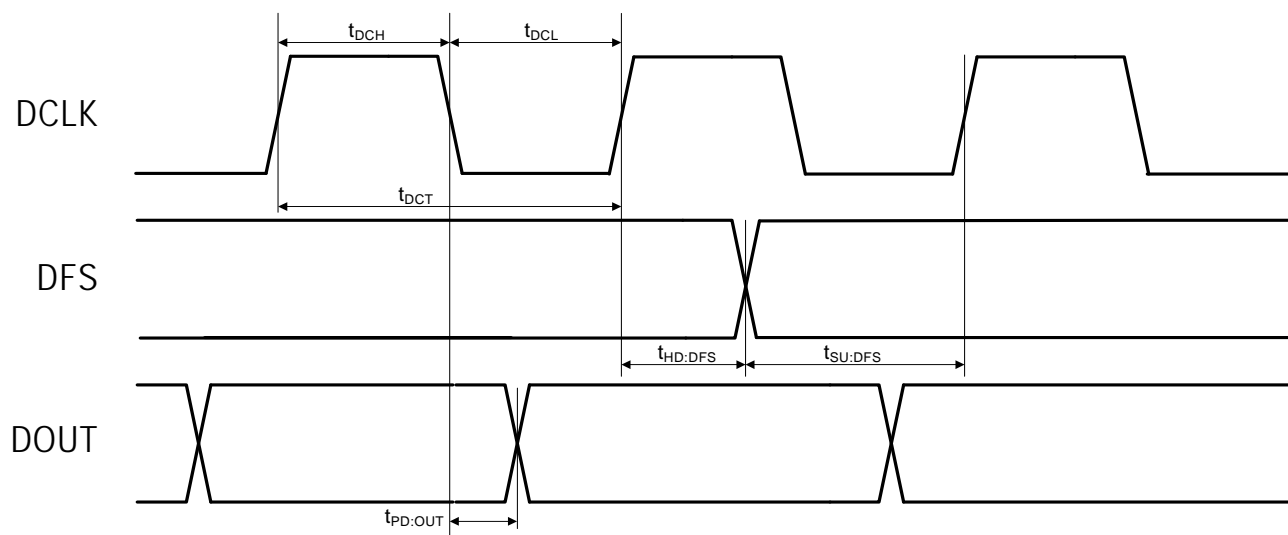 tDCH
tDCL
DCLK
tDCT
DFS
tHD:DFS
tSU:DFS
DOUT
tPD:OUT